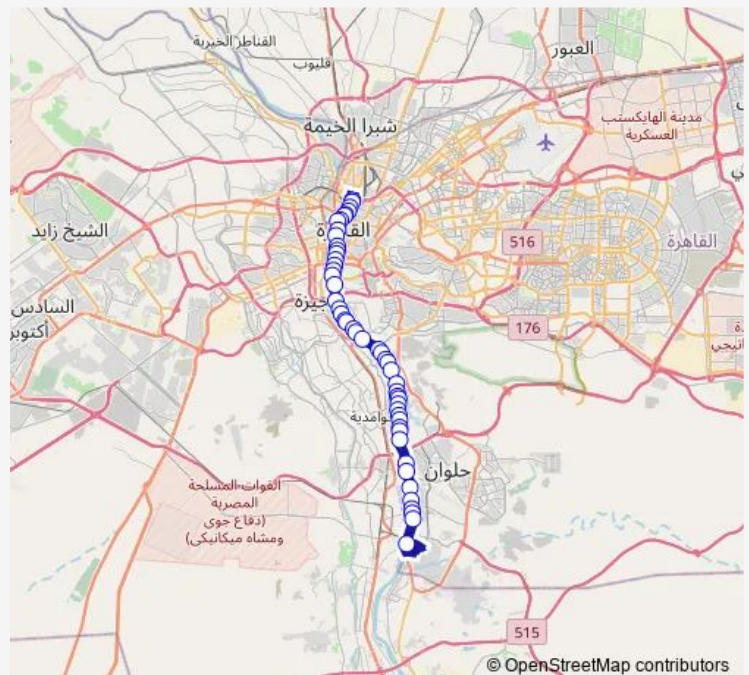 القناطر الخيرية
قليوب
العبور
شبرا الخيمة
مدينة الهايكستب
العسكرية
الشيخ زايد
516
القاهرة
السادس
أكتوبر
176
حلوان
القوات المسلحة
المصرية
(دفاع جوى
ومشاه ميكانيكى)
515
© OpenStreetMap contributors